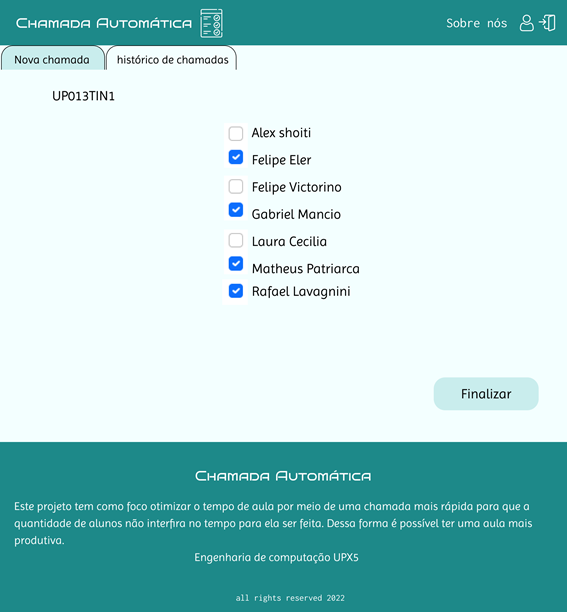 Chamada Automática
Sobre nós
Nova chamada
histórico de chamadas
UP013TIN1
Alex shoiti
Felipe Eler
Felipe Victorino
Gabriel Mancio
Laura Cecilia
Matheus Patriarca
Rafael Lavagnini
Finalizar
Chamada Automática
Este projeto tem como foco otimizar o tempo de aula por meio de uma chamada mais rápida para que a
quantidade de alunos não interfira no tempo para ela ser feita. Dessa forma é possível ter uma aula mais
produtiva.
Engenharia de computação UPX5
all rights reserved 2022